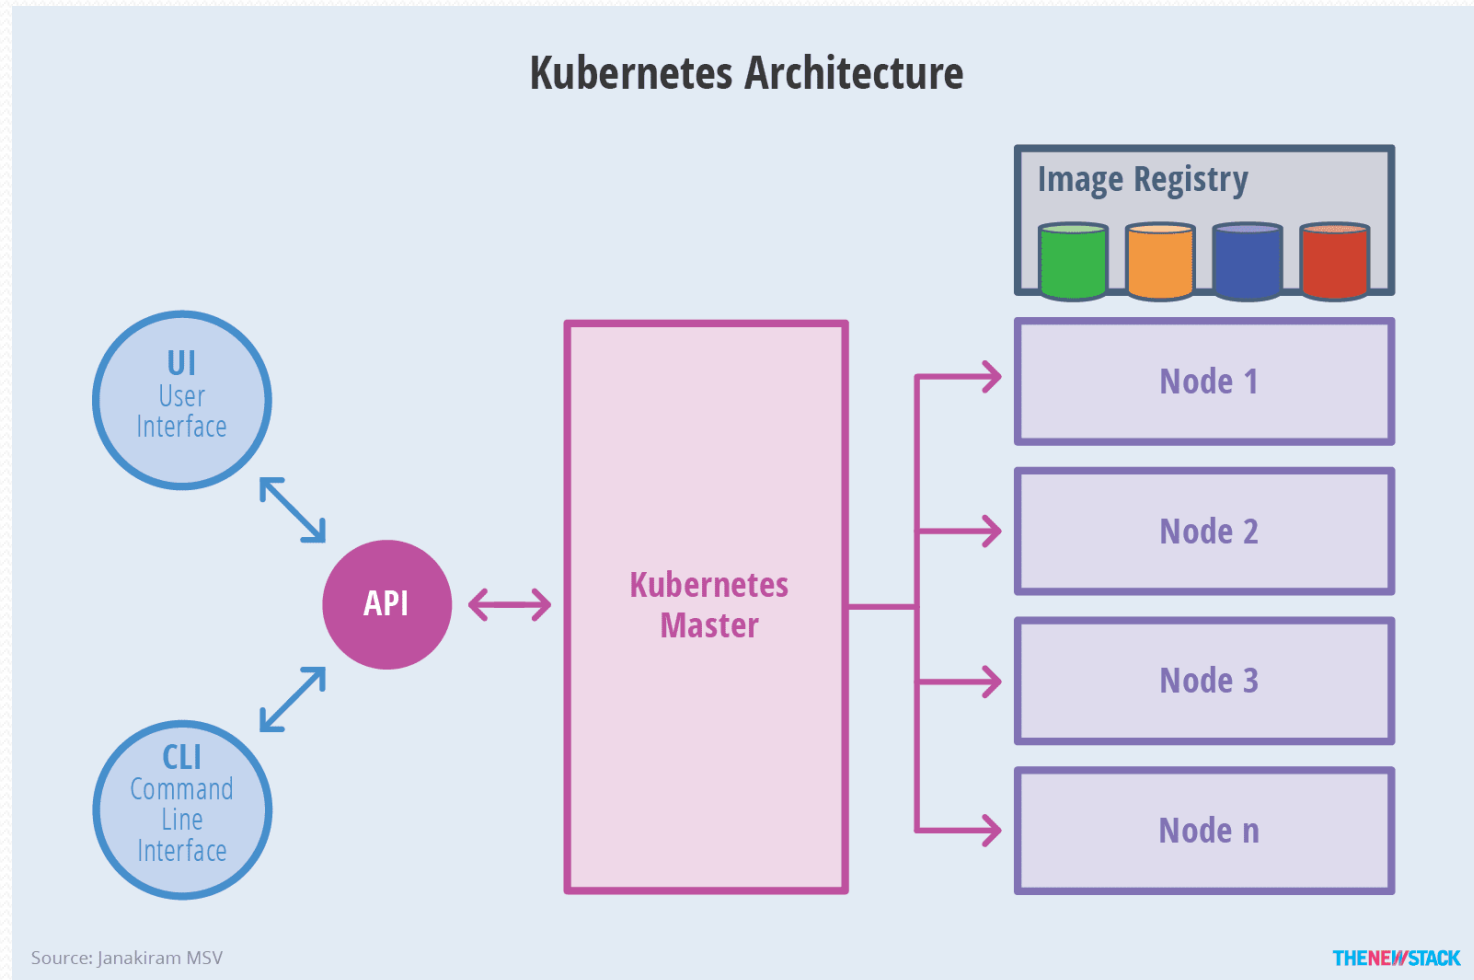 Kubernetes Architecture
Image Registry
UI
User
Interface
Node 1
Node 2
API
Kubernetes
Master
Node 3
CLI
Command
Line
Interface
Node n
Source: Janakiram MSV
THENEWSTACK